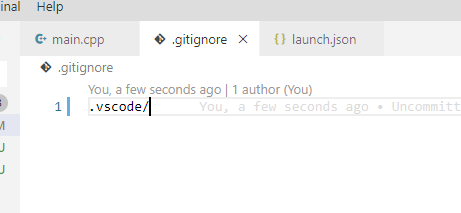 inal Help
main.cpp .gitignore launch.json
.gitignore
You, a few seconds ago | 1 author (You)
1 .vscode/ You, a few seconds ago • Uncommitt
M
U
U